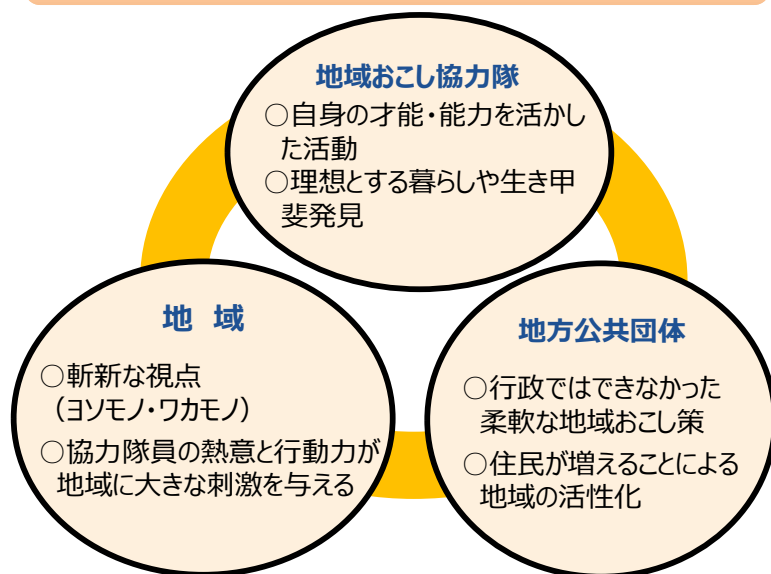 地域おこし協力隊
○自身の才能・能力を活かし
た活動
○理想とする暮らしや生き甲
斐発見
地 域
○斬新な視点
(ヨソモノ・ワカモノ)
○協力隊員の熱意と行動力が
地域に大きな刺激を与える
地方公共団体
○行政ではできなかった
柔軟な地域おこし策
○住民が増えることによる
地域の活性化